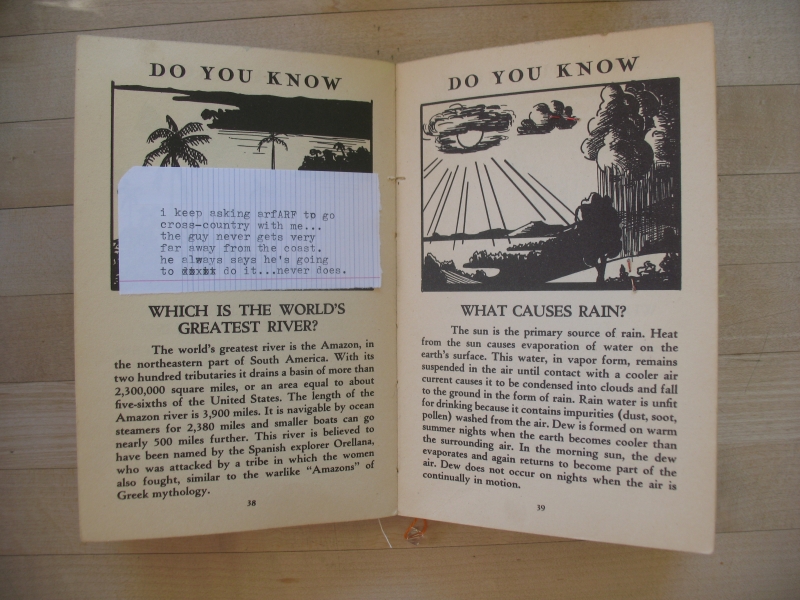 DO YOU KNOW
i keep asking arfARF to go
cross-country with me...
the guy never gets very
far away from the coast.
he always says he's going
to do it...never does.
WHICH IS THE WORLD'S
GREATEST RIVER?
The world's greatest river is the Amazon, in
the northeastern part of South America. With its
two hundred tributaries it drains a basin of more than
2,300,000 square miles, or an area equal to about
five-sixths of the United States. The length of the
Amazon river is 3,900 miles. It is navigable by ocean
steamers for 2,380 miles and smaller boats can go
nearly 500 miles further. This river is believed to
have been named by the Spanish explorer Orellana,
who was attacked by a tribe in which the women
also fought, similar to the warlike "Amazons" of
Greek mythology.
38
DO YOU KNOW
WHAT CAUSES RAIN?
The sun is the primary source of rain. Heat
from the sun causes evaporation of water on the
earth's surface. This water, in vapor form, remains
suspended in the air until contact with a cooler air
current causes it to be condensed into clouds and fall
to the ground in the form of rain. Rain water is unfit
for drinking because it contains impurities (dust, soot,
pollen) washed from the air. Dew is formed on warm
summer nights when the earth becomes cooler than
the surrounding air. In the morning sun, the dew
evaporates and again returns to become part of the
air. Dew does not occur on nights when the air is
continually in motion.
39